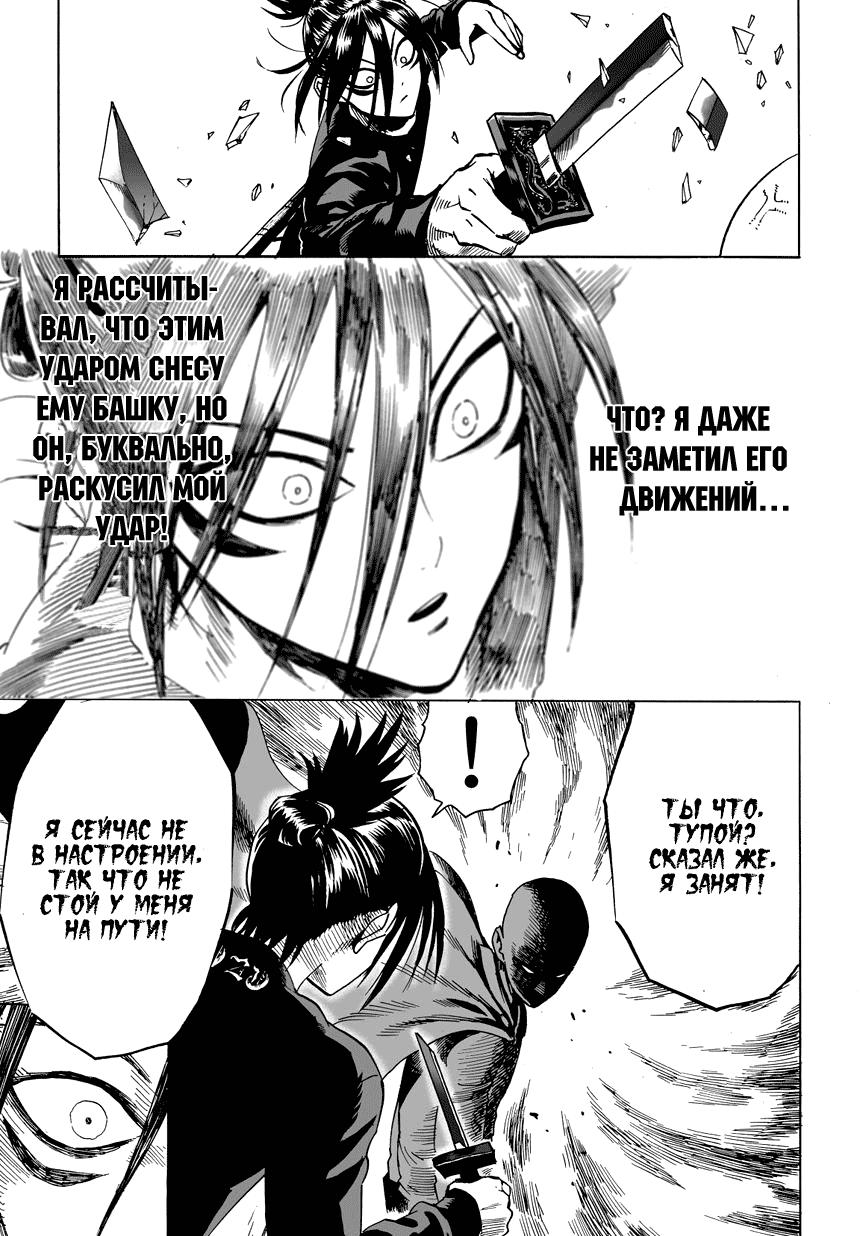 ЧТО? Я ДАЖЕ
НЕ ЗАМЕТИЛ ЕГО
ДВИЖЕНИЙ...
Я РАССЧИТЫ-
ВАЛ, ЧТО ЭТИМ
УДАРОМ СНЕСУ
ЕМУ БАШКУ, НО
ОН, БУКВАЛЬНО,
РАСКУСИЛ МОЙ
УДАР!
!
ТЫ ЧТО,
ТУПОЙ?
СКАЗАЛ ЖЕ,
Я ЗАНЯТ!
Я СЕЙЧАС НЕ
В НАСТРОЕНИИ,
ТАК ЧТО НЕ
СТОЙ У МЕНЯ
НА ПУТИ!